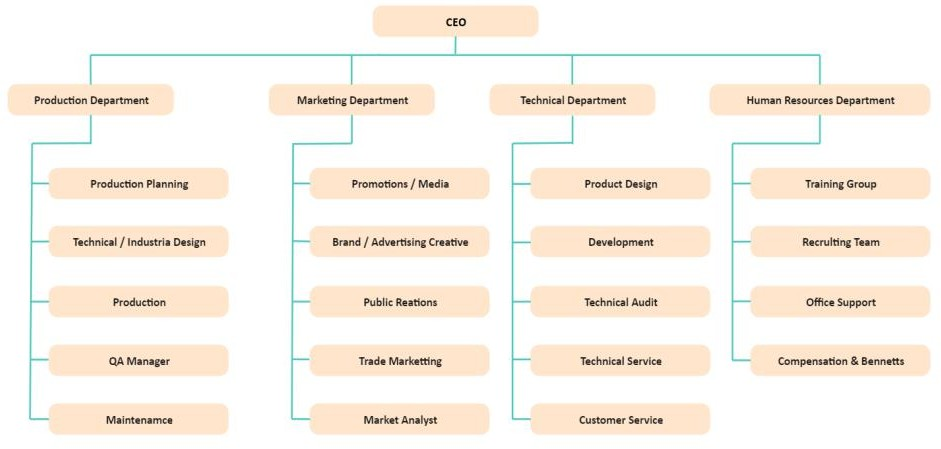 CEO
Production Department
Marketing Department
Technical Department
Human Resources Department
Production Planning
Promotions / Media
Product Design
Training Group
Technical / Industria Design
Brand / Advertising Creative
Development
Recrulting Team
Production
Public Reations
Technical Audit
Office Support
QA Manager
Trade Marketting
Technical Service
Compensation & Bennetts
Maintenamce
Market Analyst
Customer Service